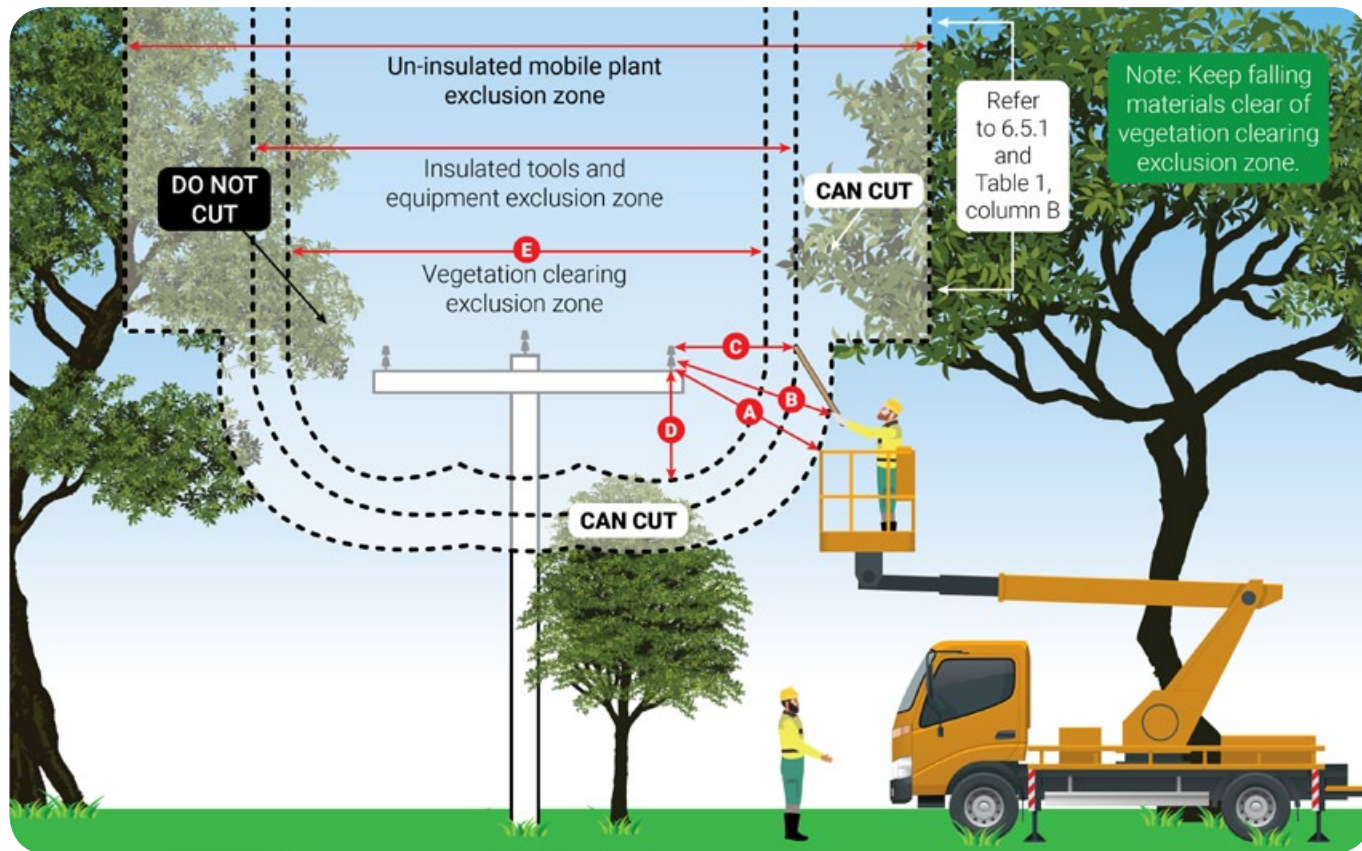 Un-insulated mobile plant
exclusion zone
Insulated tools and
equipment exclusion zone
DO NOT
CUT
E
Vegetation clearing
exclusion zone
CAN CUT
Refer
to 6.5.1
and
Table 1,
column B
Note: Keep falling
materials clear of
vegetation clearing
exclusion zone.
C
B
A
D
CAN CUT